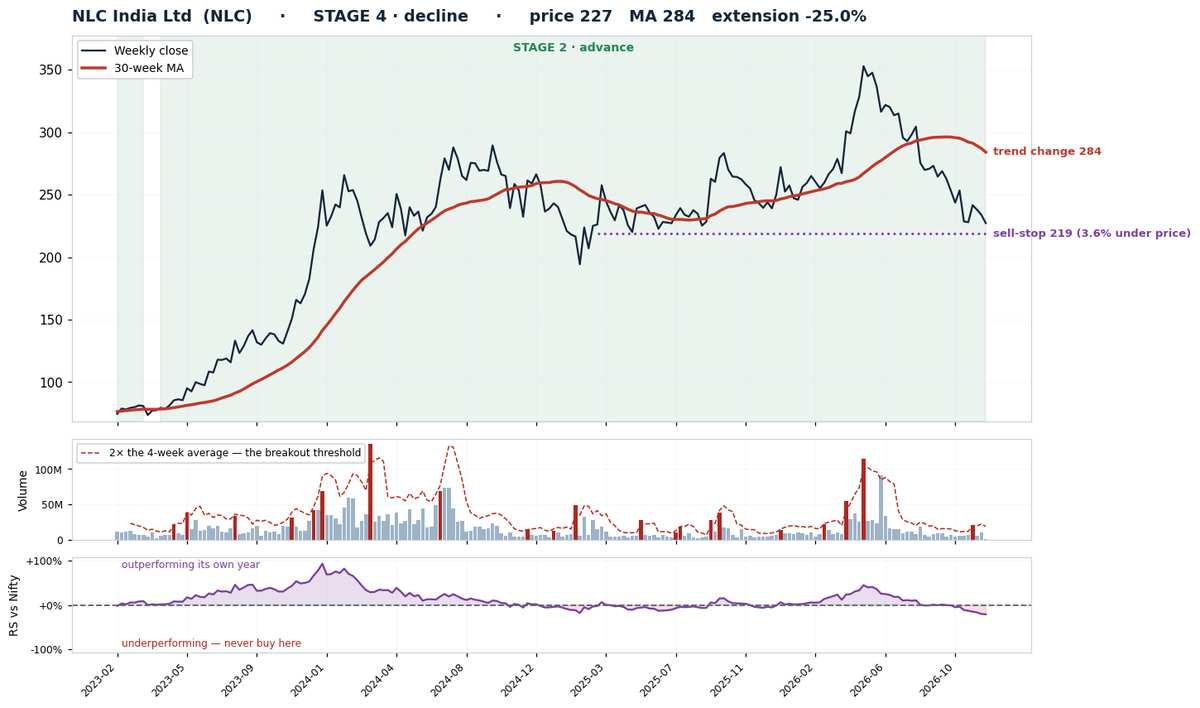 NLC India Ltd (NLC) · STAGE 4 · decline · price 227 MA 284 extension -25.0%
STAGE 2 · advance
Weekly close
30-week MA
350
300
250
200
150
100
trend change 284
sell-stop 219 (3.6% under price)
2× the 4-week average — the breakout threshold
Volume
100M
50M
0
RS vs Nifty
+100%
+0%
-100%
outperforming its own year
underperforming — never buy here
2023-02
2023-05
2023-09
2024-01
2024-04
2024-08
2024-12
2025-03
2025-07
2025-11
2026-02
2026-06
2026-10